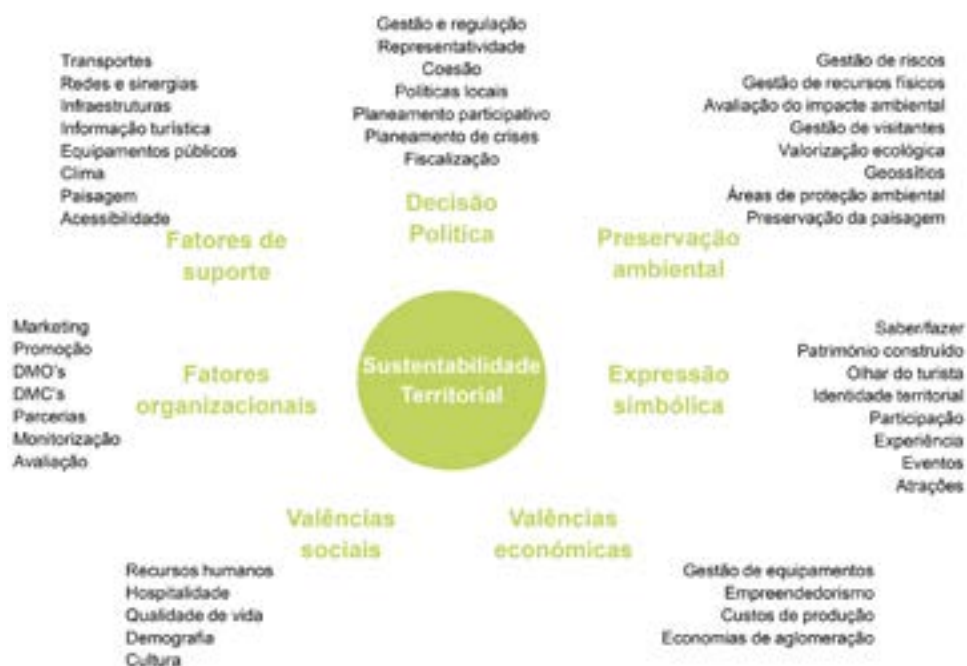 Gestão e regulação
Representatividade
Coesão
Políticas locais
Planeamento participativo
Planeamento de crises
Fiscalização
Decisão
Política
Transportes
Redes e sinergias
Infraestruturas
Informação turística
Equipamentos públicos
Clima
Paisagem
Acessibilidade
Fatores de
suporte
Gestão de riscos
Gestão de recursos físicos
Avaliação do impacte ambiental
Gestão de visitantes
Valorização ecológica
Geossítios
Áreas de proteção ambiental
Preservação da paisagem
Preservação
ambiental
Marketing
Promoção
DMO's
DMC's
Parcerias
Monitorização
Avaliação
Fatores
organizacionais
Sustentabilidade
Territorial
Expressão
simbólica
Saber/fazer
Património construído
Olhar do turista
Identidade territorial
Participação
Experiência
Eventos
Atrações
Valências
sociais
Valências
económicas
Recursos humanos
Hospitalidade
Qualidade de vida
Demografia
Cultura
Gestão de equipamentos
Empreendedorismo
Custos de produção
Economias de aglomeração